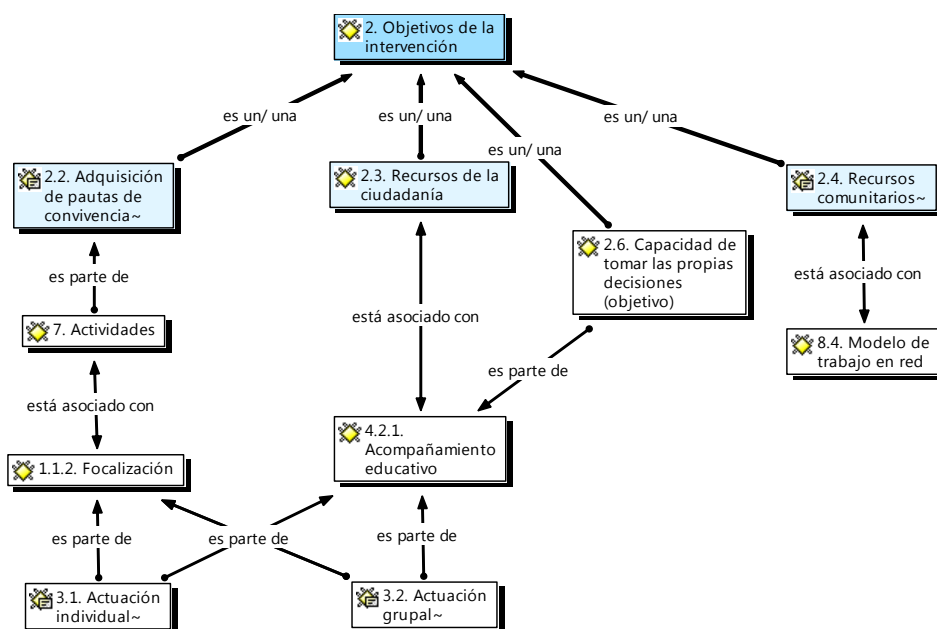 2. Objetivos de la
intervención
es un/ una
es un/ una
es un/ una
es un/ una
2.2. Adquisición
de pautas de
convivencia~
2.3. Recursos de la
ciudadanía
2.4. Recursos
comunitarios~
2.6. Capacidad de
tomar las propias
decisiones
(objetivo)
es parte de
está asociado con
está asociado con
7. Actividades
8.4. Modelo de
trabajo en red
es parte de
está asociado con
4.2.1.
Acompañamiento
educativo
1.1.2. Focalización
es parte de
es parte de
es parte de
3.1. Actuación
individual~
3.2. Actuación
grupal~